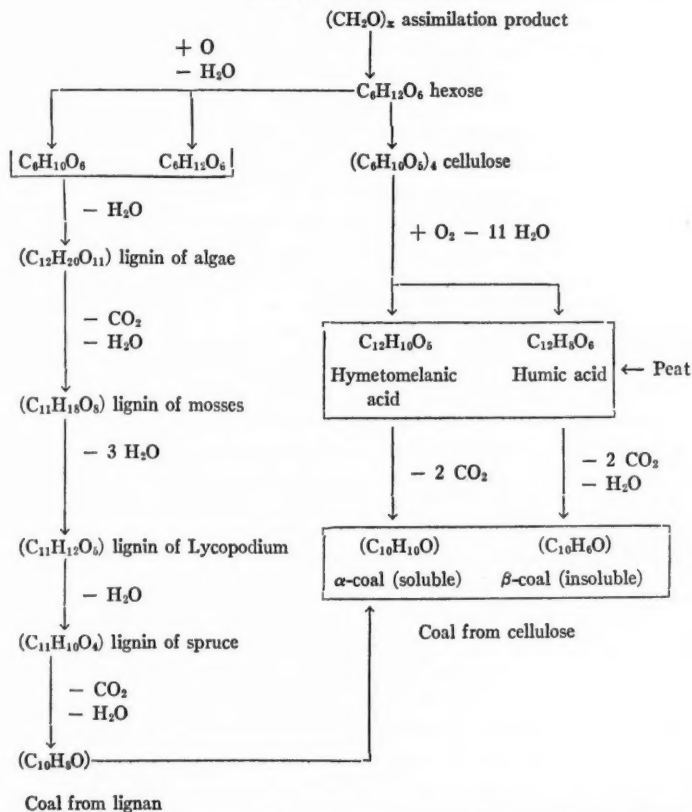 (CH₂O)ₓ assimilation product
+ O
− H₂O
C₆H₁₂O₆ hexose
C₆H₁₀O₆ C₆H₁₂O₆
(C₆H₁₀O₅)₄ cellulose
− H₂O
+ O₂ − 11 H₂O
(C₁₂H₂₀O₁₁) lignin of algae
− CO₂
− H₂O
C₁₂H₁₀O₅ C₁₂H₈O₆
Hymetomelanic Humic acid
acid
← Peat
(C₁₁H₁₈O₈) lignin of mosses
− 3 H₂O
− 2 CO₂
− 2 CO₂
− H₂O
(C₁₁H₁₂O₅) lignin of Lycopodium
(C₁₀H₁₀O) (C₁₀H₆O)
α-coal (soluble) β-coal (insoluble)
− H₂O
Coal from cellulose
(C₁₁H₁₀O₄) lignin of spruce
− CO₂
− H₂O
(C₁₀H₈O)
Coal from lignan